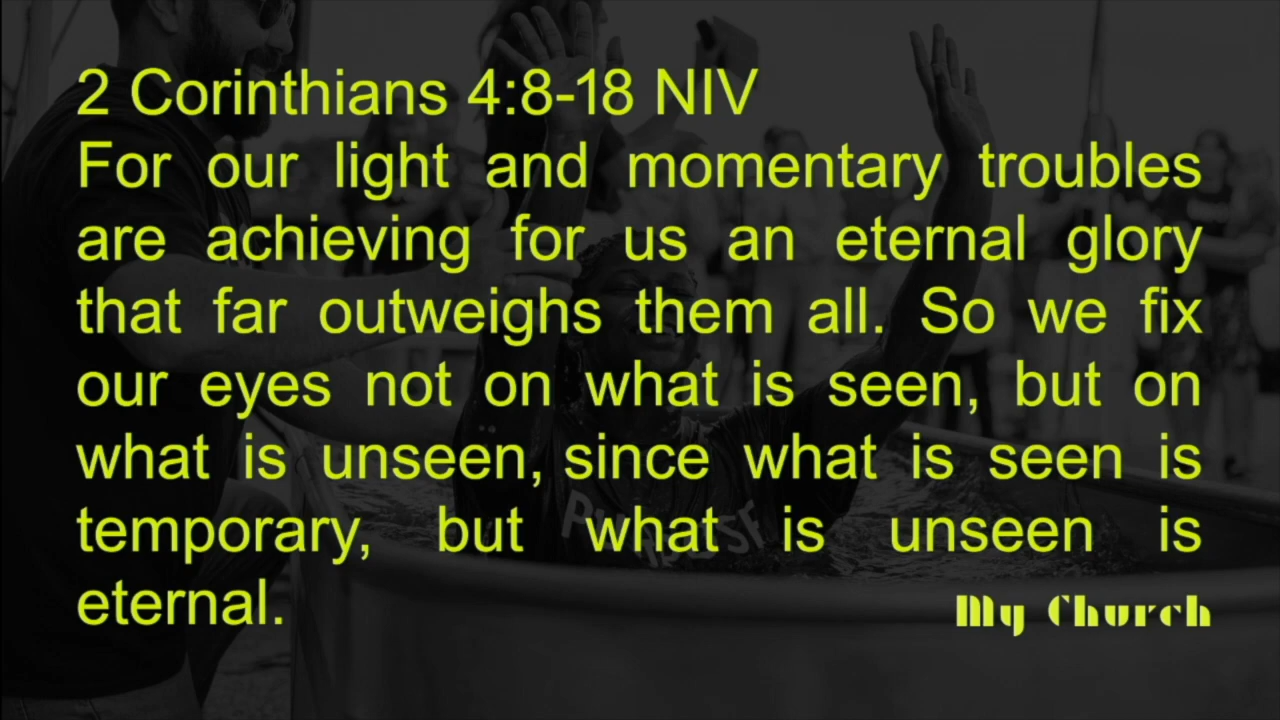 2 Corinthians 4:8-18 NIV
For our light and momentary troubles
are achieving for us an eternal glory
that far outweighs them all. So we fix
our eyes not on what is seen, but on
what is unseen, since what is seen is
temporary, but what is unseen is
eternal.
My Church